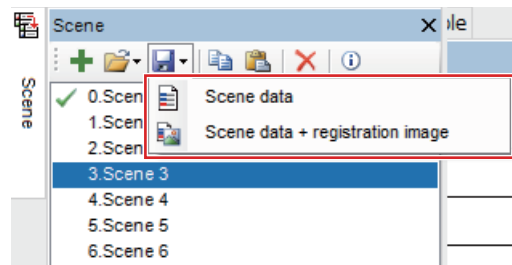 Scene
ole
Scene
0.Scen
Scene data
1.Scen
Scene data + registration image
2.Scen
3.Scene 3
4.Scene 4
5.Scene 5
6.Scene 6